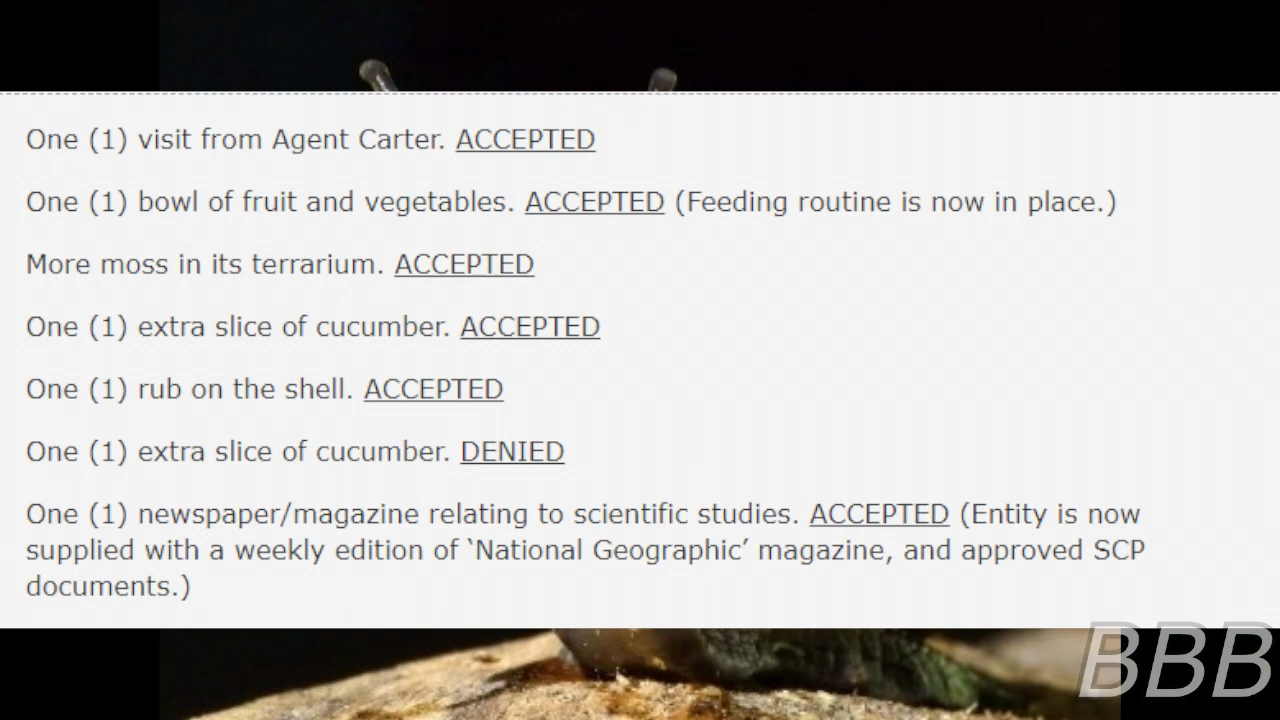 One (1) visit from Agent Carter. ACCEPTED
One (1) bowl of fruit and vegetables. ACCEPTED (Feeding routine is now in place.)
More moss in its terrarium. ACCEPTED
One (1) extra slice of cucumber. ACCEPTED
One (1) rub on the shell. ACCEPTED
One (1) extra slice of cucumber. DENIED
One (1) newspaper/magazine relating to scientific studies. ACCEPTED (Entity is now
supplied with a weekly edition of ‵National Geographic′ magazine, and approved SCP
documents.)
BBB